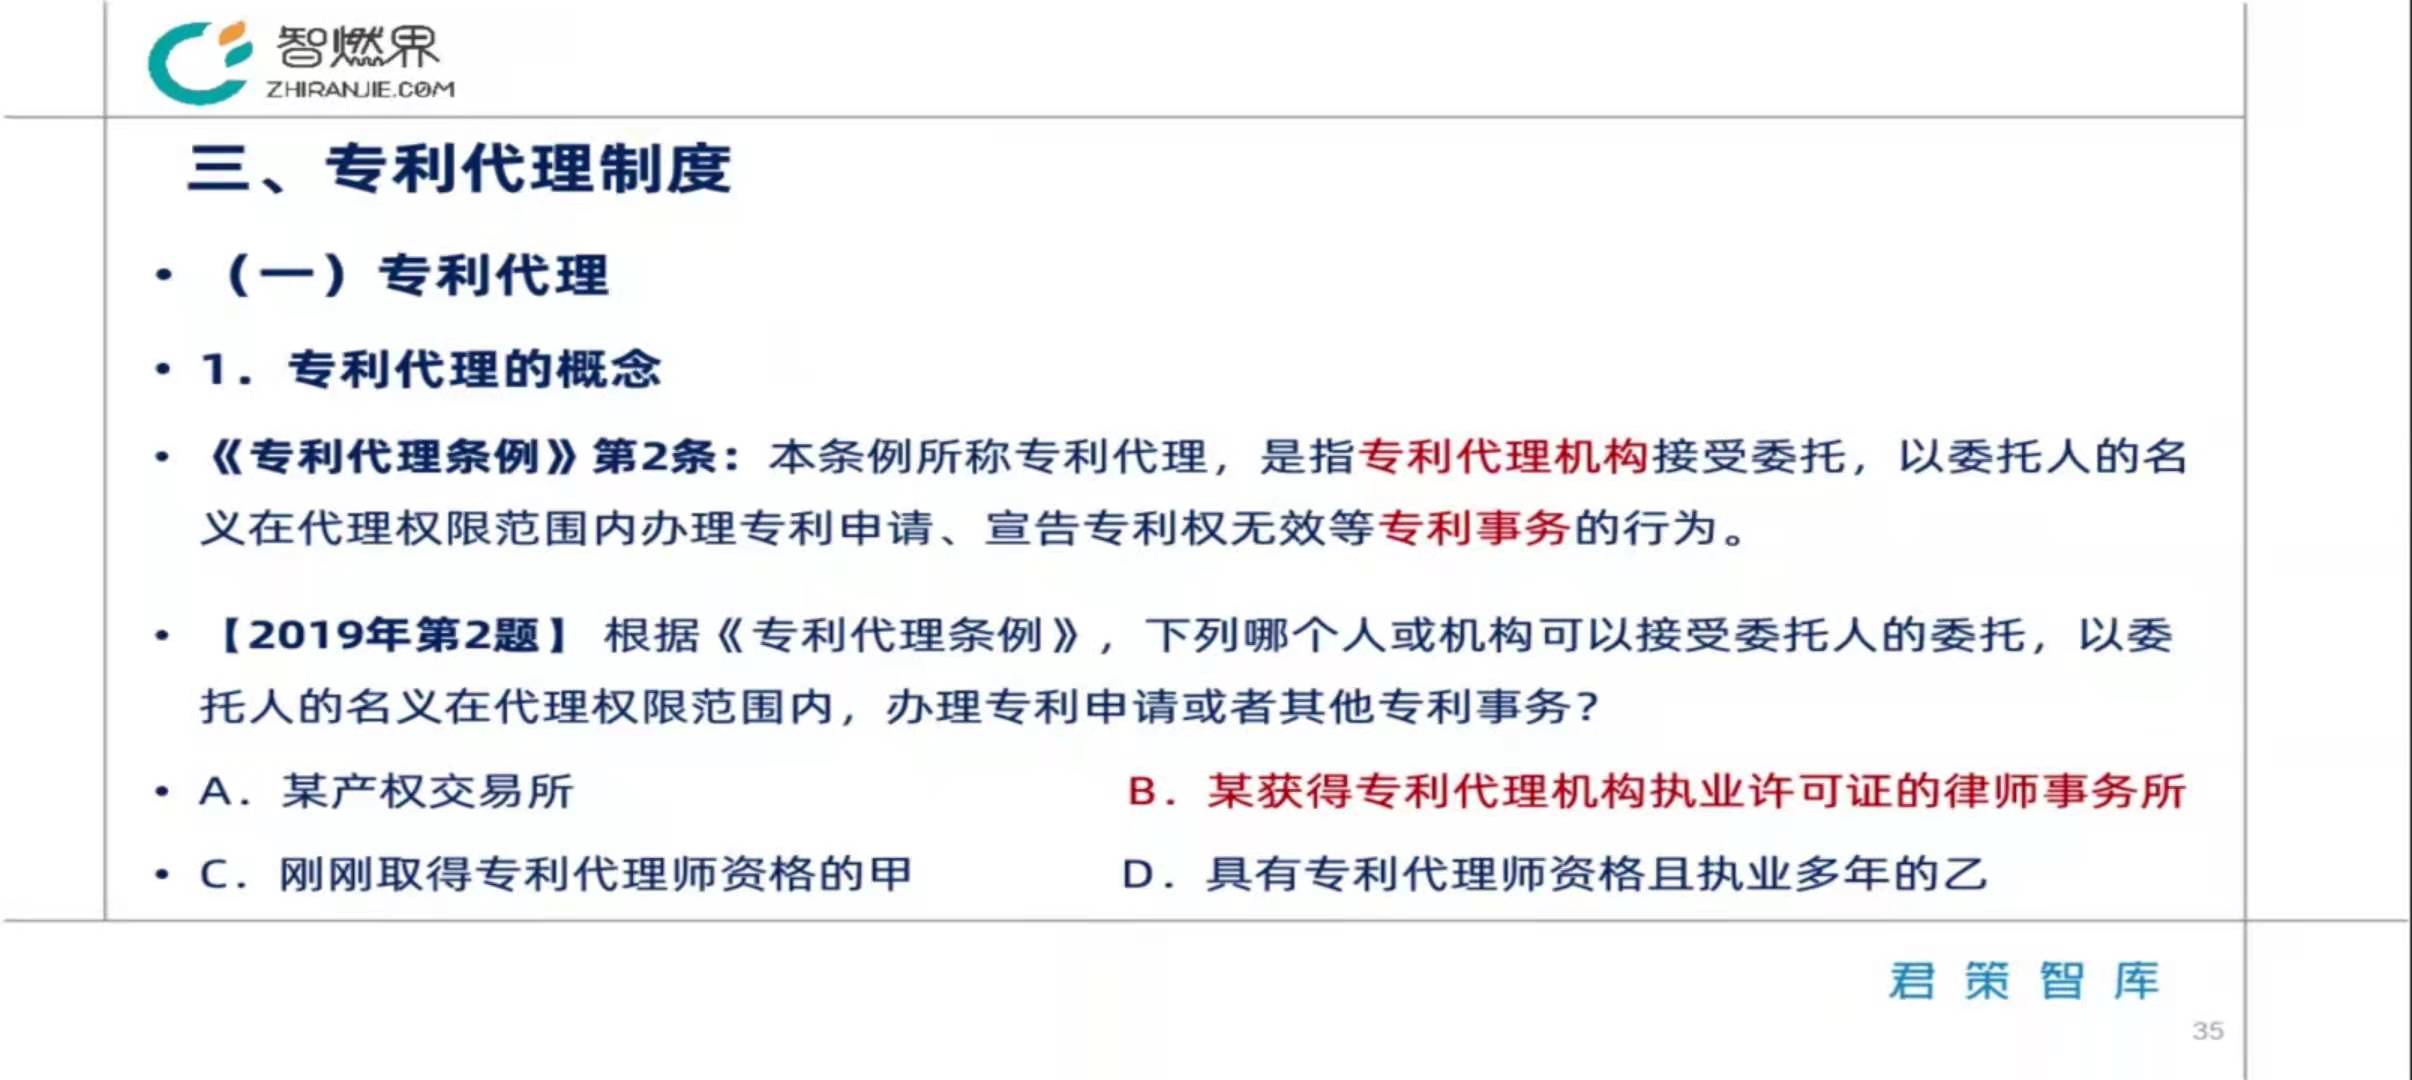 智燃界
ZHIRANJIE.COM
三、专利代理制度
• （一）专利代理
• 1．专利代理的概念
• 《专利代理条例》第2条：本条例所称专利代理，是指专利代理机构接受委托，以委托人的名
义在代理权限范围内办理专利申请、宣告专利权无效等专利事务的行为。
• 【2019年第2题】 根据《专利代理条例》，下列哪个人或机构可以接受委托人的委托，以委
托人的名义在代理权限范围内，办理专利申请或者其他专利事务？
• A．某产权交易所 B．某获得专利代理机构执业许可证的律师事务所
• C．刚刚取得专利代理师资格的甲 D．具有专利代理师资格且执业多年的乙
君策智库
35